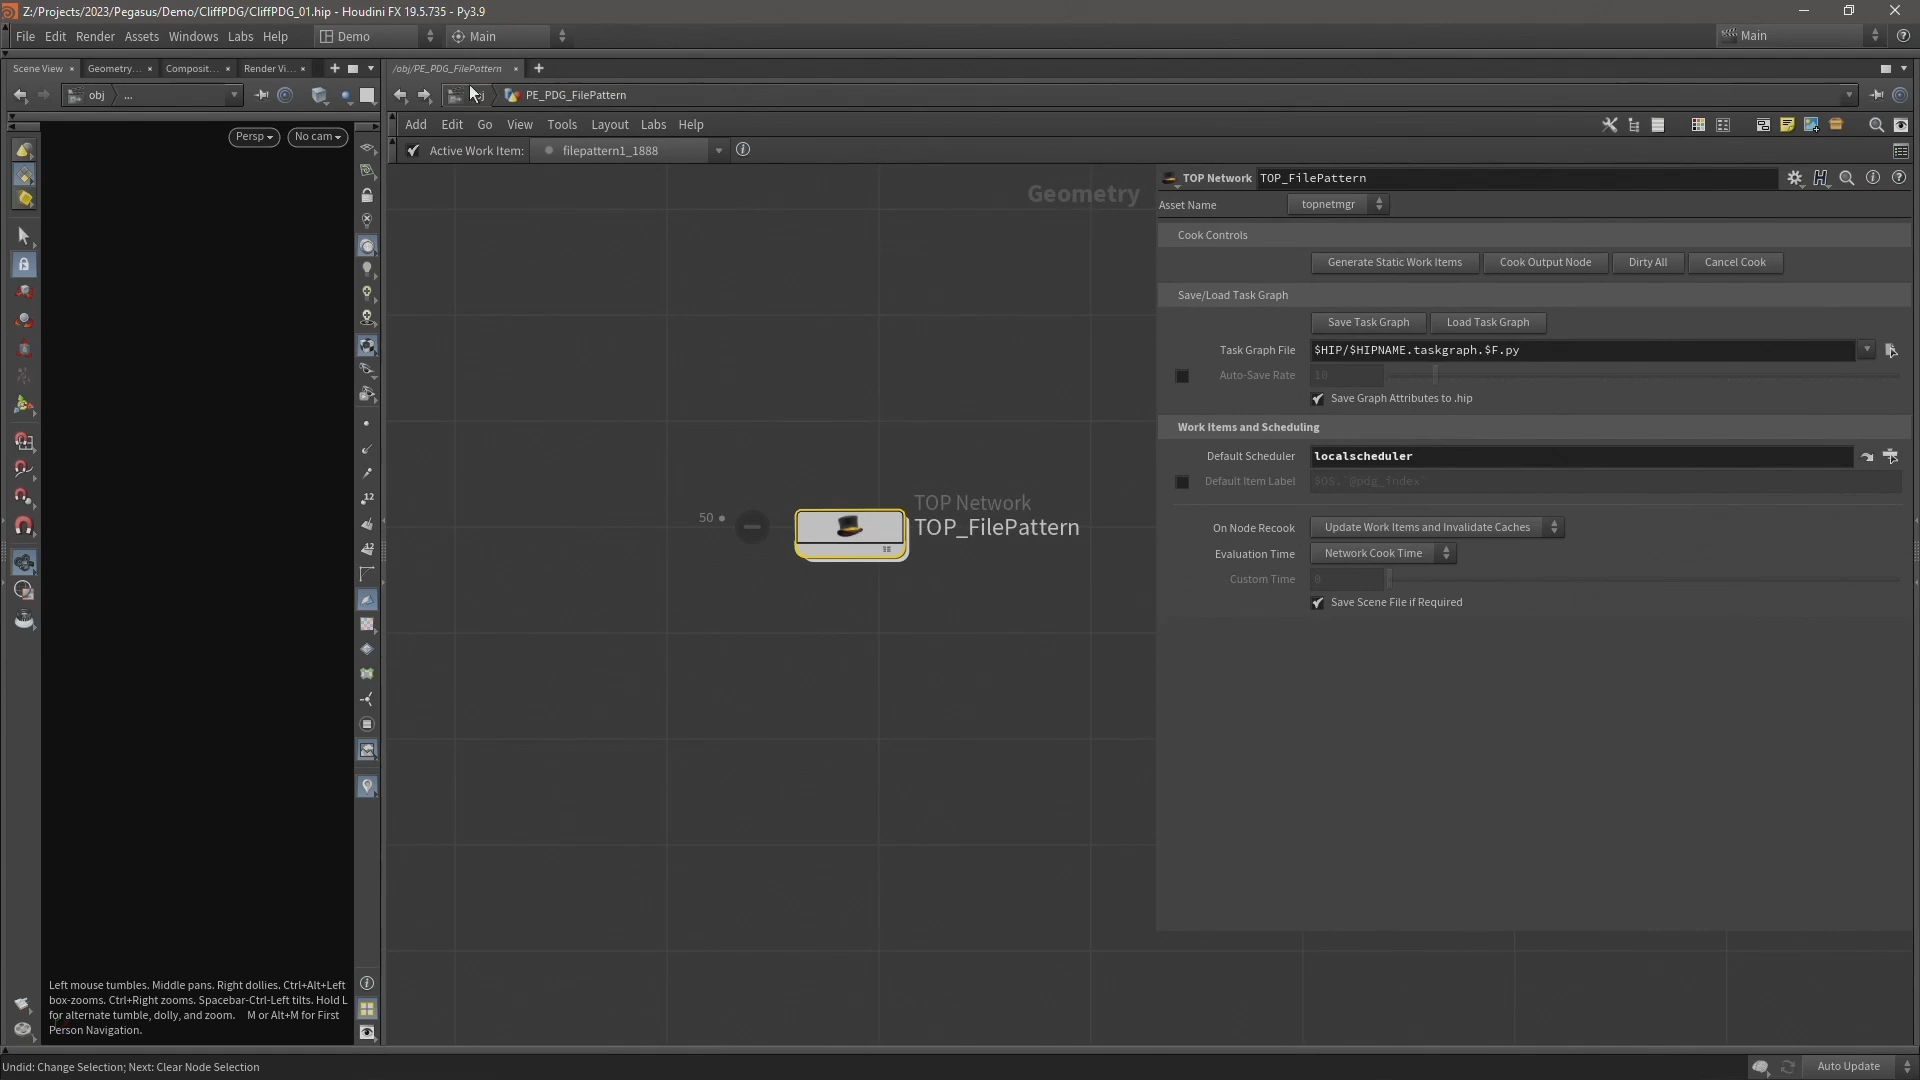 Z:/Projects/2023/Pegasus/Demo/CliffPDG/CliffPDG_01.hip - Houdini FX 19.5.735 - Py3.9
File Edit Render Assets Windows Labs Help Demo Main Main
Scene View Geometry... Composit... Render Vi... /obj/PE_PDG_FilePattern
obj ... PE_PDG_FilePattern
Persp No cam
Add Edit Go View Tools Layout Labs Help
Active Work Item: filepattern1_1888
Geometry
TOP Network TOP_FilePattern
Asset Name topnetmgr
Cook Controls
Generate Static Work Items Cook Output Node Dirty All Cancel Cook
Save/Load Task Graph
Save Task Graph Load Task Graph
Task Graph File $HIP/$HIPNAME.taskgraph.$F.py
Auto-Save Rate 10
Save Graph Attributes to .hip
Work Items and Scheduling
Default Scheduler localscheduler
Default Item Label $OS.`@pdg_index`
On Node Recook Update Work Items and Invalidate Caches
Evaluation Time Network Cook Time
Custom Time 0
Save Scene File if Required
50
TOP Network
TOP_FilePattern
12
12
Left mouse tumbles. Middle pans. Right dollies. Ctrl+Alt+Left
box-zooms. Ctrl+Right zooms. Spacebar-Ctrl-Left tilts. Hold L
for alternate tumble, dolly, and zoom. M or Alt+M for First
Person Navigation.
Undid: Change Selection; Next: Clear Node Selection
Auto Update